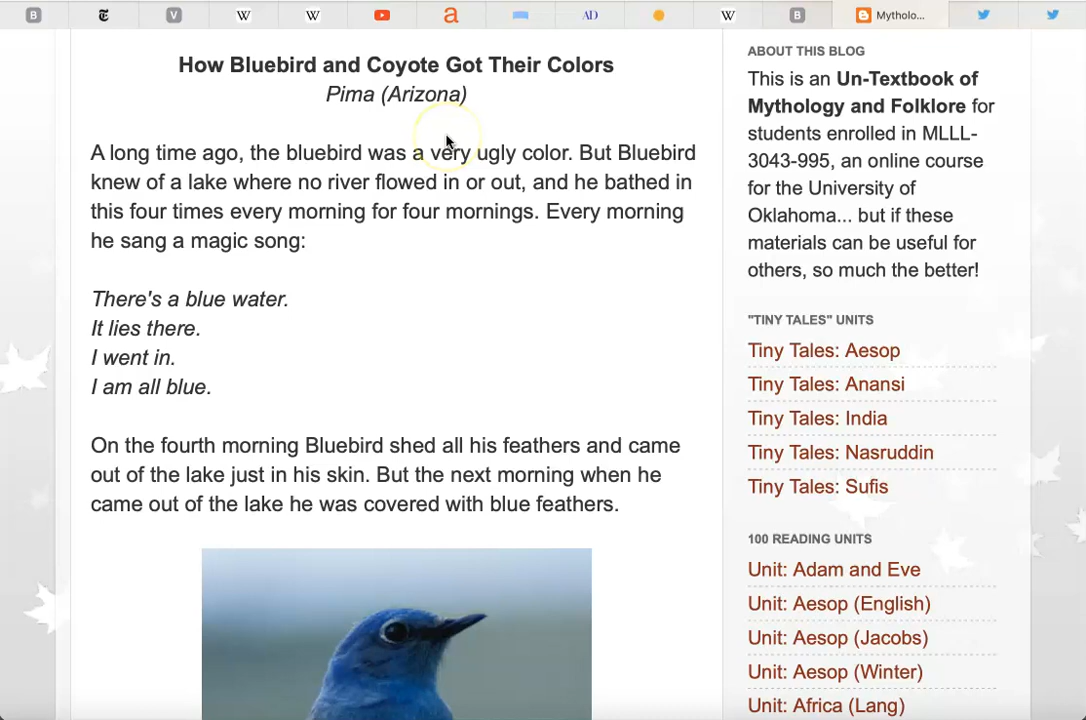 B
T
V
W
W
a
AD
W
B
Mytholo...
How Bluebird and Coyote Got Their Colors
Pima (Arizona)
A long time ago, the bluebird was a very ugly color. But Bluebird
knew of a lake where no river flowed in or out, and he bathed in
this four times every morning for four mornings. Every morning
he sang a magic song:
There's a blue water.
It lies there.
I went in.
I am all blue.
On the fourth morning Bluebird shed all his feathers and came
out of the lake just in his skin. But the next morning when he
came out of the lake he was covered with blue feathers.
ABOUT THIS BLOG
This is an Un-Textbook of
Mythology and Folklore for
students enrolled in MLLL-
3043-995, an online course
for the University of
Oklahoma... but if these
materials can be useful for
others, so much the better!
"TINY TALES" UNITS
Tiny Tales: Aesop
Tiny Tales: Anansi
Tiny Tales: India
Tiny Tales: Nasruddin
Tiny Tales: Sufis
100 READING UNITS
Unit: Adam and Eve
Unit: Aesop (English)
Unit: Aesop (Jacobs)
Unit: Aesop (Winter)
Unit: Africa (Lang)